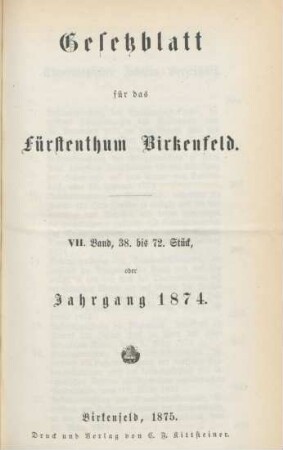 Gesetzblatt
für das
Fürstenthum Birkenfeld.
VII. Band, 38. bis 72. Stück,
oder
Jahrgang 1874.
Birkenfeld, 1875.
Druck und Verlag von C. F. Kittsteiner.